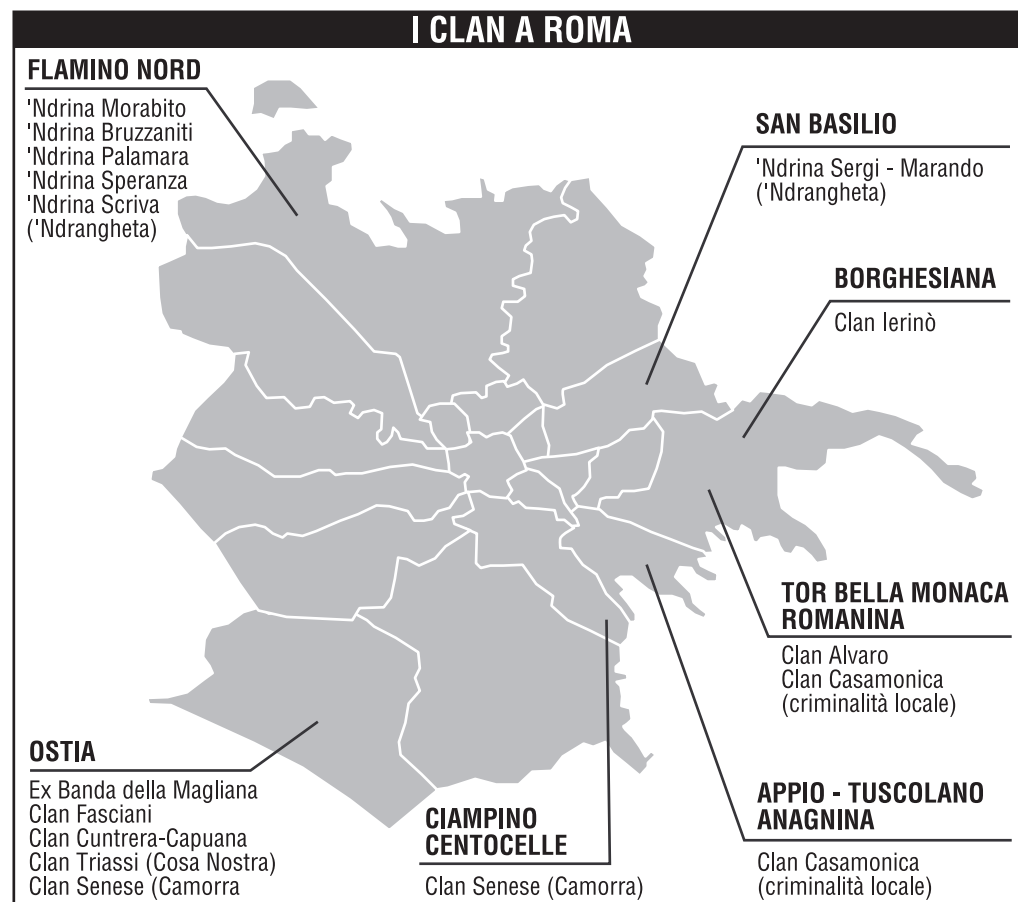 I CLAN A ROMA
FLAMINO NORD
'Ndrina Morabito
'Ndrina Bruzzaniti
'Ndrina Palamara
'Ndrina Speranza
'Ndrina Scriva
('Ndrangheta)
SAN BASILIO
'Ndrina Sergi - Marando
('Ndrangheta)
BORGHESIANA
Clan Ierinò
TOR BELLA MONACA
ROMANINA
Clan Alvaro
Clan Casamonica
(criminalità locale)
OSTIA
Ex Banda della Magliana
Clan Fasciani
Clan Cuntrera-Capuana
Clan Triassi (Cosa Nostra)
Clan Senese (Camorra
CIAMPINO
CENTOCELLE
Clan Senese (Camorra)
APPIO - TUSCOLANO
ANAGNINA
Clan Casamonica
(criminalità locale)